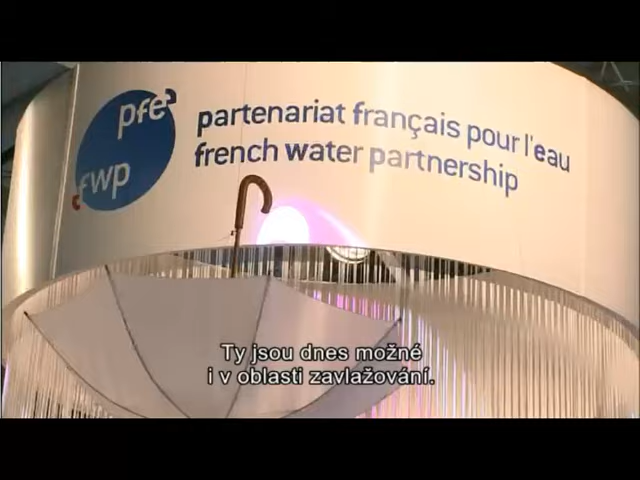 pfe
fwp
partenariat français pour l'eau
french water partnership
Ty jsou dnes možné
i v oblasti zavlažování.